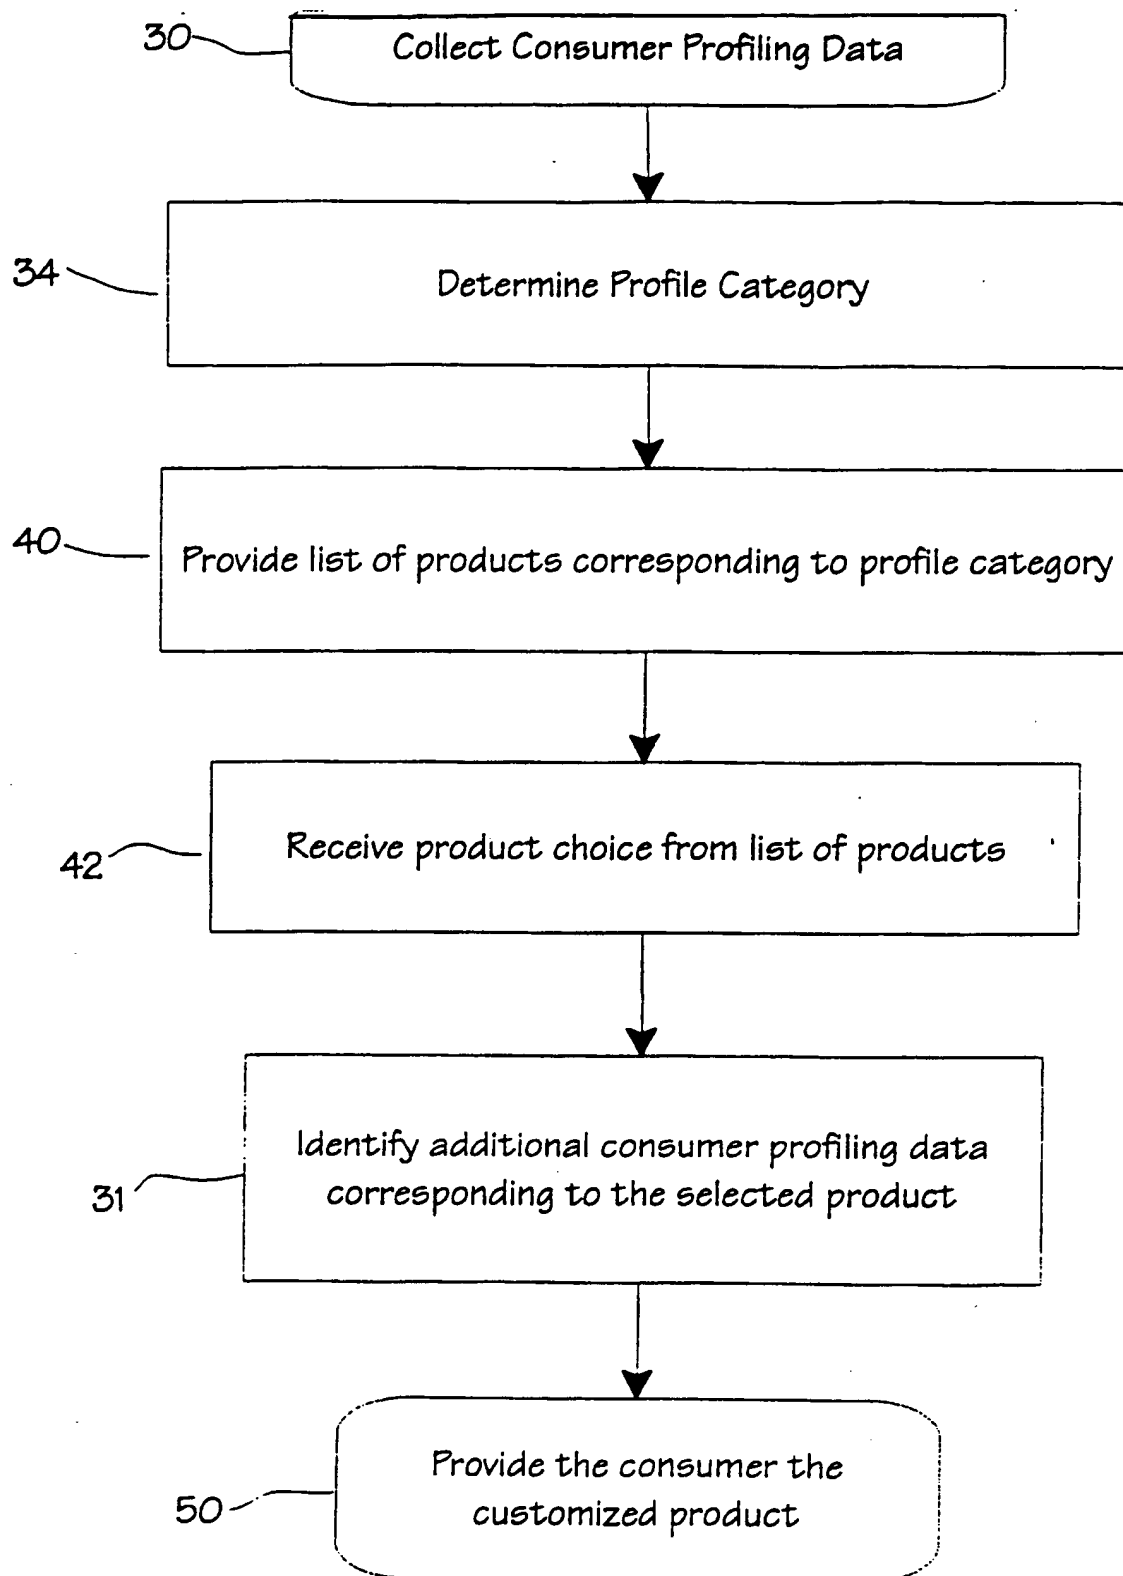 30
Collect Consumer Profiling Data
34
Determine Profile Category
40
Provide list of products corresponding to profile category
42
Receive product choice from list of products
31
Identify additional consumer profiling data
corresponding to the selected product
50
Provide the consumer the
customized product